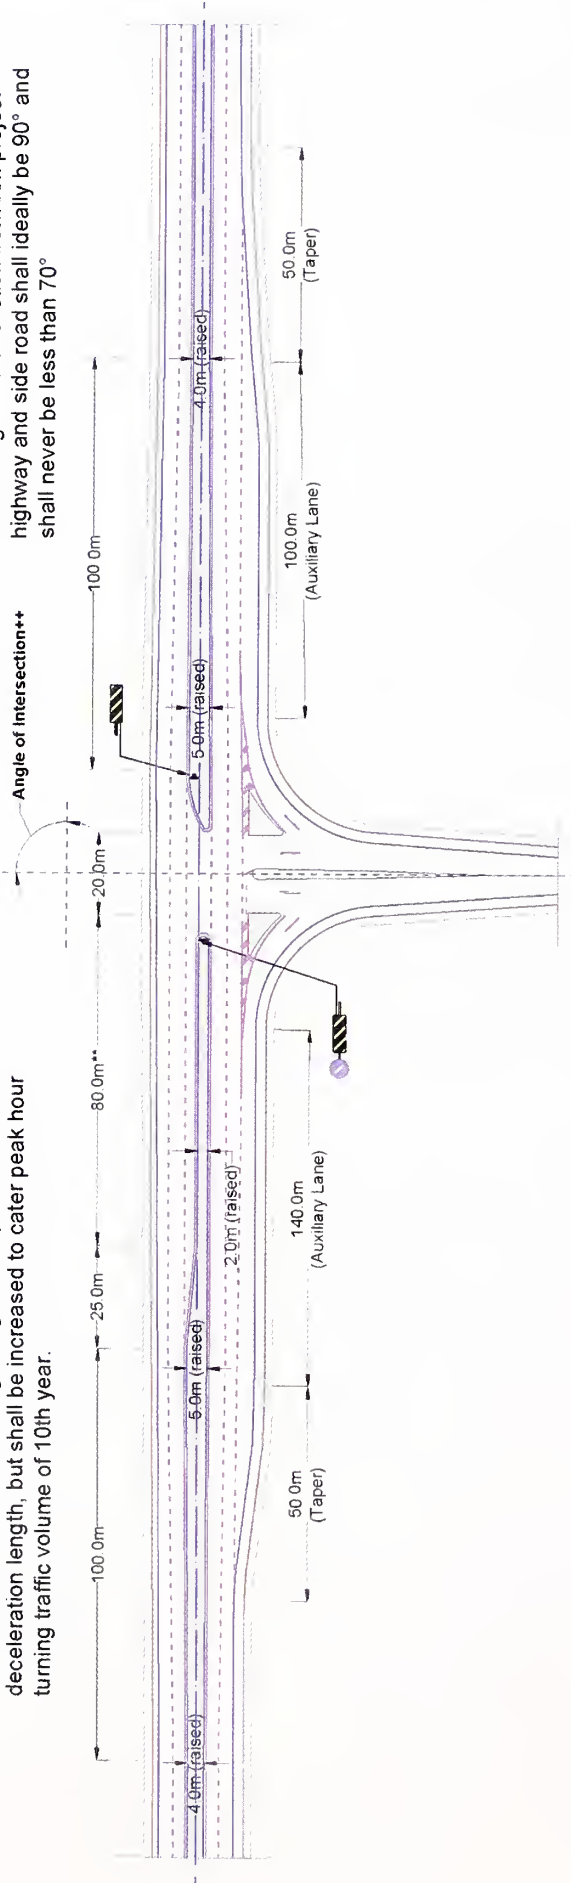 deceleration length, but shall be increased to cater peak hour
turning traffic volume of 10th year.
highway and side road shall ideally be 90° and
shall never be less than 70°
Angle of Intersection++
100.0m
25.0m
80.0m**
20.0m
100 0m
4.0m (raised)
5.0m (raised)
2.0m (raised)
5.0m (raised)
4.0m (raised)
50 0m
(Taper)
140.0m
(Auxiliary Lane)
100.0m
(Auxiliary Lane)
50.0m
(Taper)